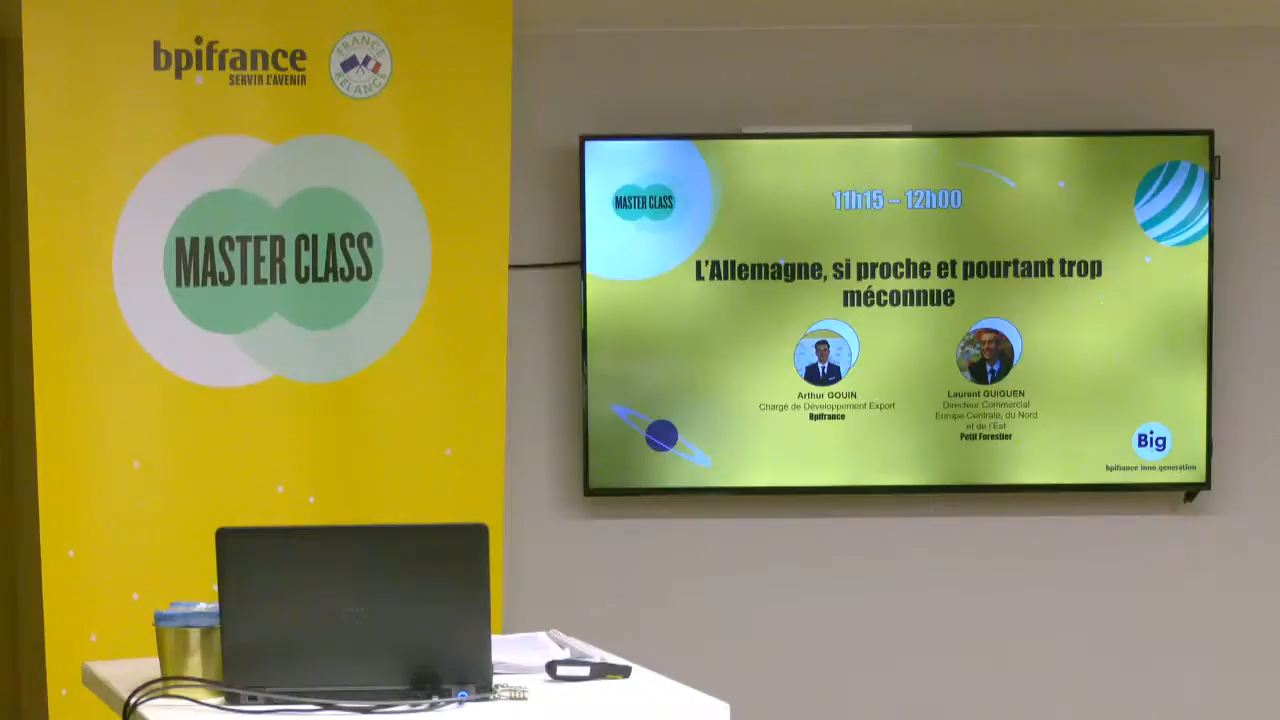 bpifrance
SERVIR L'AVENIR
FRANCE
RELANCE
MASTER CLASS
MASTER CLASS
11h15 – 12h00
L'Allemagne, si proche et pourtant trop
méconnue
Arthur GOUIN
Chargé de Développement Export
Bpifrance
Laurent GUIGUEN
Directeur Commercial
Europe Centrale, du Nord
et de l'Est
Petit Forestier
Big
bpifrance inno generation